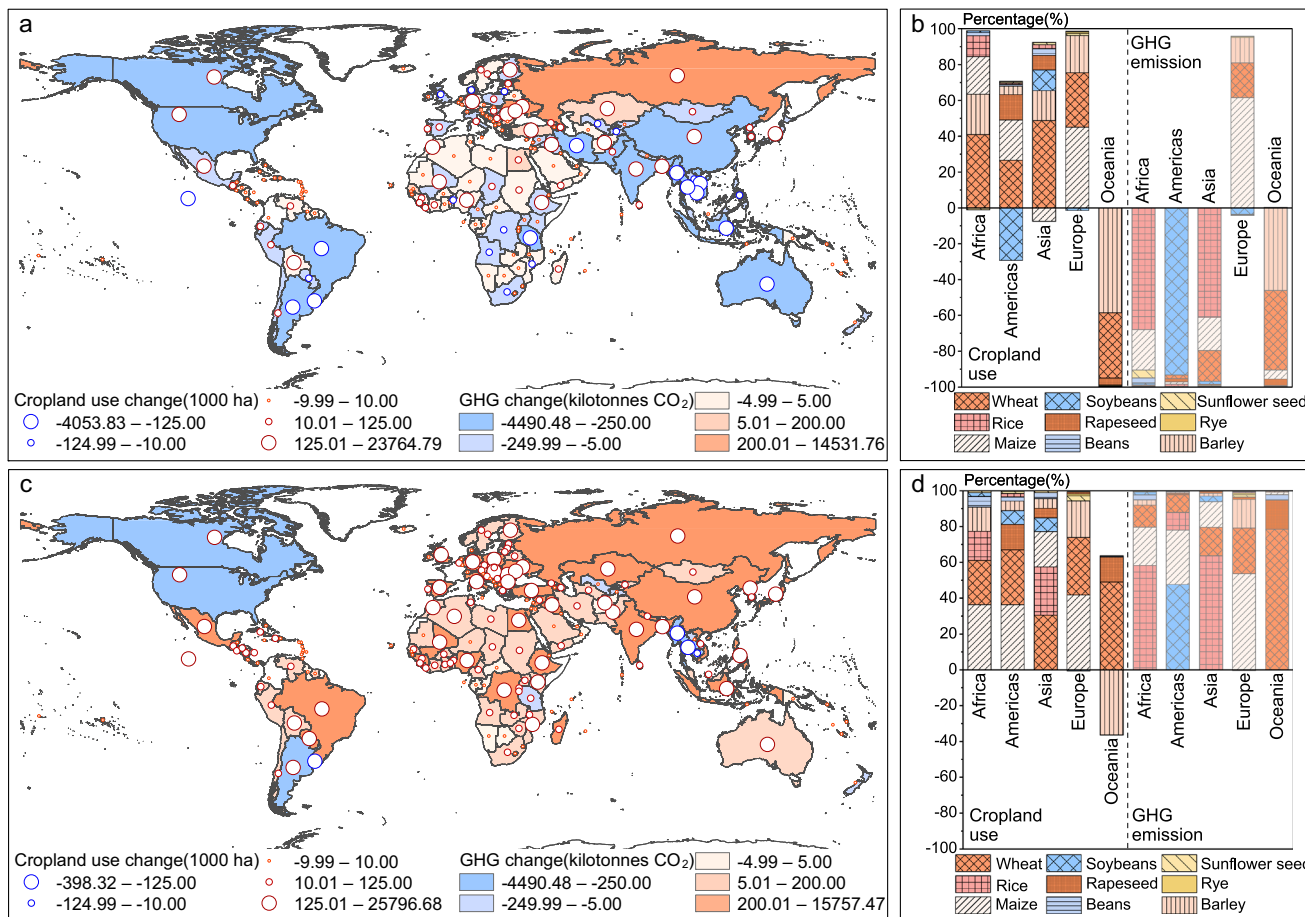 a
Cropland use change(1000 ha)
-4053.83 – -125.00
-124.99 – -10.00
-9.99 – 10.00
10.01 – 125.00
125.01 – 23764.79
GHG change(kilotonnes CO₂)
-4490.48 – -250.00
-249.99 – -5.00
-4.99 – 5.00
5.01 – 200.00
200.01 – 14531.76
b
Percentage(%)
100
80
60
40
20
0
-20
-40
-60
-80
-100
GHG
emission
Cropland
use
Africa
Americas
Asia
Europe
Oceania
Africa
Americas
Asia
Europe
Oceania
Wheat
Soybeans
Sunflower seed
Rice
Rapeseed
Rye
Maize
Beans
Barley
c
Cropland use change(1000 ha)
-398.32 – -125.00
-124.99 – -10.00
-9.99 – 10.00
10.01 – 125.00
125.01 – 25796.68
GHG change(kilotonnes CO₂)
-4490.48 – -250.00
-249.99 – -5.00
-4.99 – 5.00
5.01 – 200.00
200.01 – 15757.47
d
Percentage(%)
100
80
60
40
20
0
-20
-40
-60
-80
-100
Africa
Americas
Asia
Europe
Oceania
Africa
Americas
Asia
Europe
Oceania
Cropland
use
GHG
emission
Wheat
Soybeans
Sunflower seed
Rice
Rapeseed
Rye
Maize
Beans
Barley